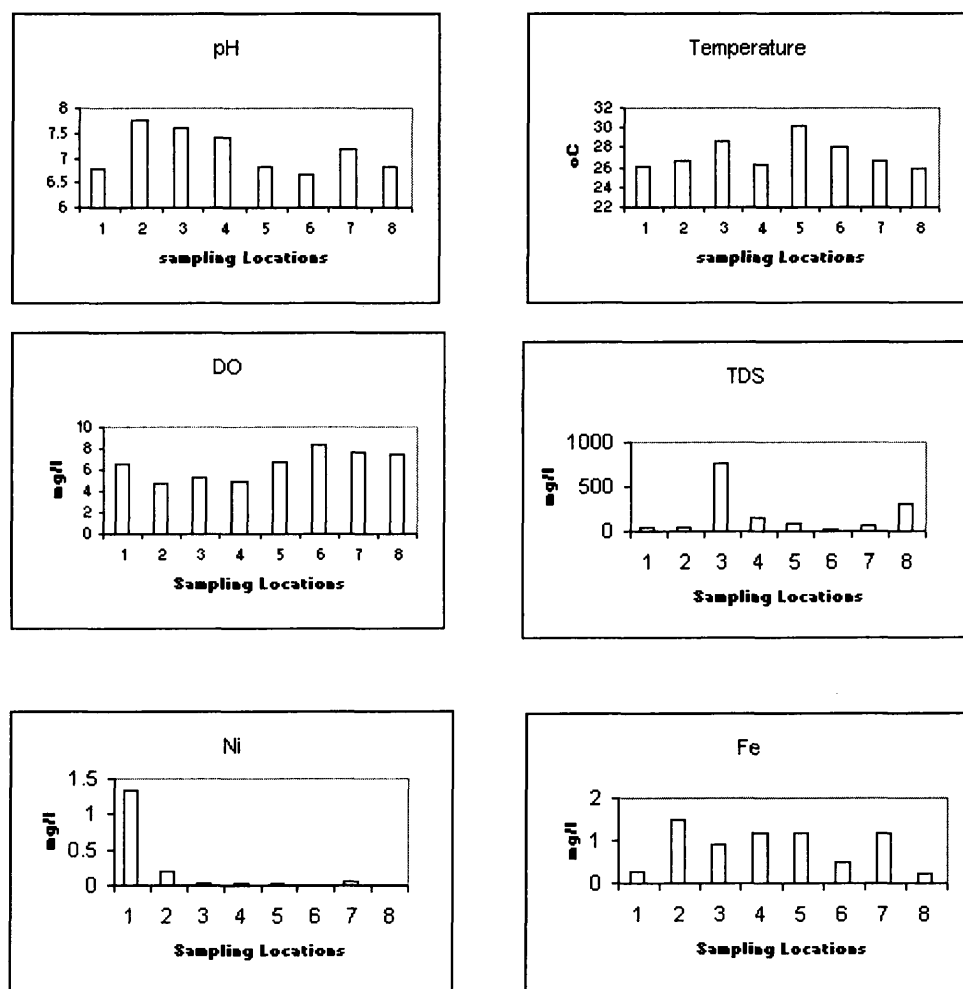 pH
8
7.5
7
6.5
6
1 2 3 4 5 6 7 8
sampling Locations
Temperature
oC
32
30
28
26
24
22
1 2 3 4 5 6 7 8
sampling Locations
DO
mg/l
10
8
6
4
2
0
1 2 3 4 5 6 7 8
Sampling Locations
TDS
mg/l
1000
500
0
1 2 3 4 5 6 7 8
Sampling Locations
Ni
mg/l
1.5
1
0.5
0
1 2 3 4 5 6 7 8
Sampling Locations
Fe
mg/l
2
1
0
1 2 3 4 5 6 7 8
Sampling Locations